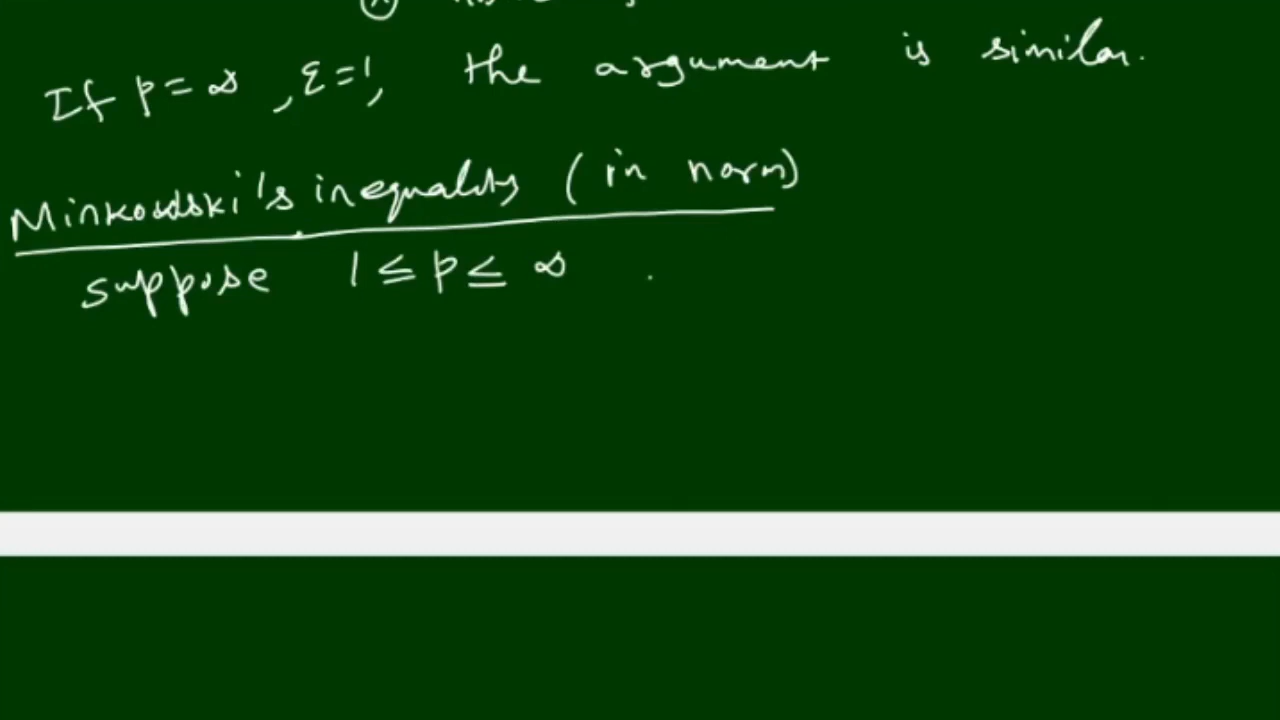 If p = ∞, ε = 1, the argument is similar.
Minkowski's inequality (in norm)
suppose 1 ≤ p ≤ ∞ .